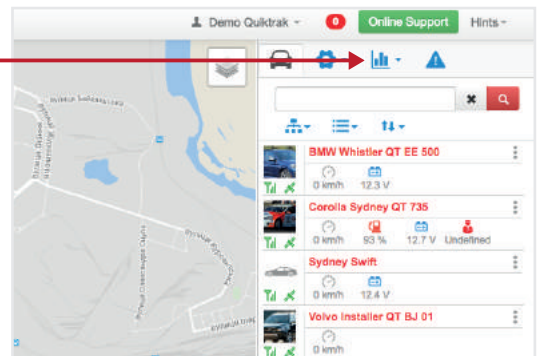 Demo Quiktrak
0
Online Support
Hints
BMW Whistler QT EE 500
0 km/h 12.3 V
Corolla Sydney QT 735
0 km/h 93 % 12.7 V Undefined
Sydney Swift
0 km/h 12.4 V
Volvo Installer QT BJ 01
0 km/h